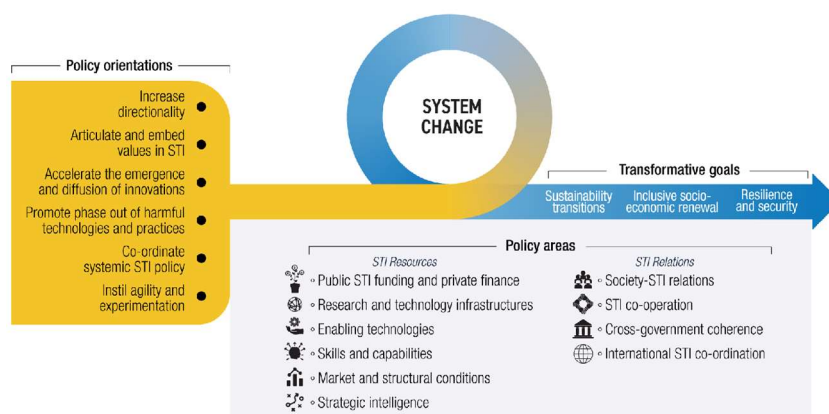 Policy orientations
Increase
directionality
Articulate and embed
values in STI
Accelerate the emergence
and diffusion of innovations
Promote phase out of harmful
technologies and practices
Co-ordinate
systemic STI policy
Instil agility and
experimentation
SYSTEM
CHANGE
Transformative goals
Sustainability
transitions
Inclusive socio-
economic renewal
Resilience
and security
Policy areas
STI Resources
Public STI funding and private finance
Research and technology infrastructures
Enabling technologies
Skills and capabilities
Market and structural conditions
Strategic intelligence
STI Relations
Society-STI relations
STI co-operation
Cross-government coherence
International STI co-ordination